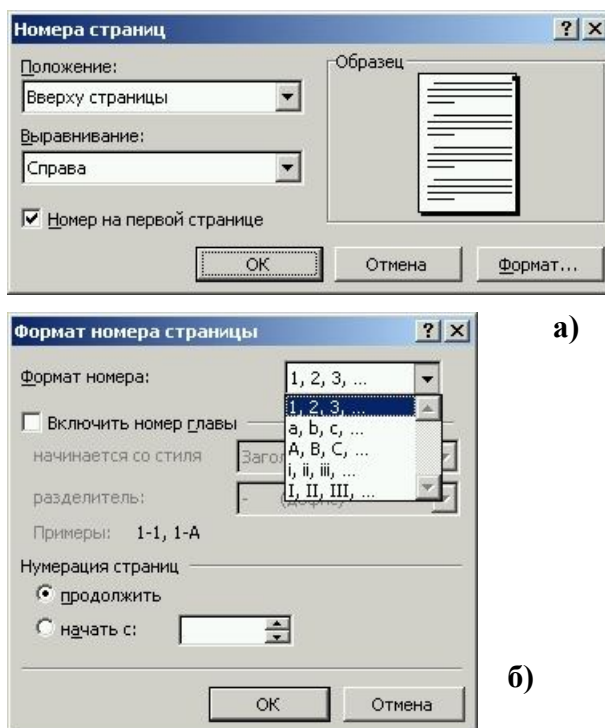 Номера страниц
Положение:
Образец
Вверху страницы
Выравнивание:
Справа
Номер на первой странице
ОК
Отмена
Формат...
а)
Формат номера страницы
Формат номера:
1, 2, 3, ...
1, 2, 3, ...
Включить номер главы
a, b, c, ...
A, B, C, ...
начинается со стиля
i, ii, iii, ...
разделитель:
I, II, III, ...
Примеры: 1-1, 1-A
Нумерация страниц
продолжить
начать с:
ОК
Отмена
б)